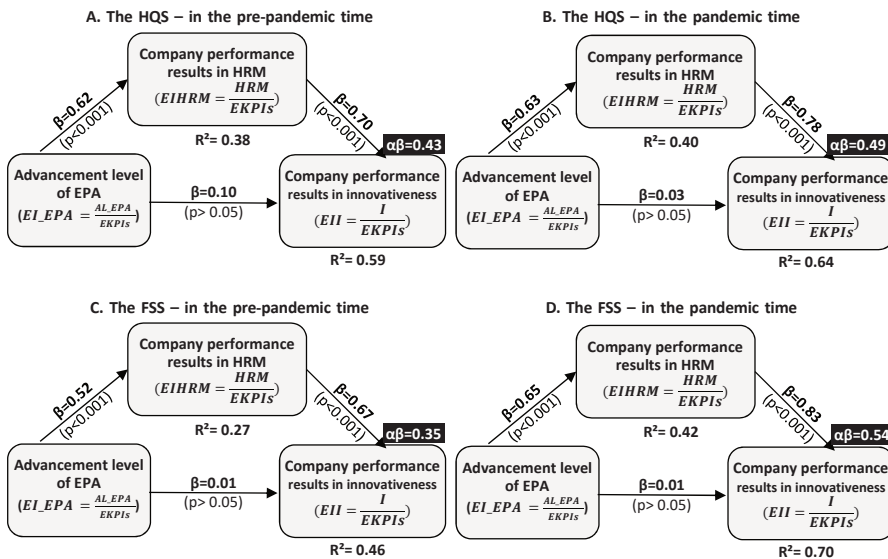 A. The HQS – in the pre-pandemic time
Company performance
results in HRM
(EIHRM = HRM/EKPIs)
β=0.62
(p<0.001)
β=0.70
(p<0.001)
R²= 0.38
αβ=0.43
Advancement level
of EPA
(EI_EPA = AL_EPA/EKPIs)
β=0.10
(p> 0.05)
Company performance
results in innovativeness
(EII = I/EKPIs)
R²= 0.59
B. The HQS – in the pandemic time
Company performance
results in HRM
(EIHRM = HRM/EKPIs)
β=0.63
(p<0.001)
β=0.78
(p<0.001)
R²= 0.40
αβ=0.49
Advancement level
of EPA
(EI_EPA = AL_EPA/EKPIs)
β=0.03
(p> 0.05)
Company performance
results in innovativeness
(EII = I/EKPIs)
R²= 0.64
C. The FSS – in the pre-pandemic time
Company performance
results in HRM
(EIHRM = HRM/EKPIs)
β=0.52
(p<0.001)
β=0.67
(p<0.001)
R²= 0.27
αβ=0.35
Advancement level
of EPA
(EI_EPA = AL_EPA/EKPIs)
β=0.01
(p> 0.05)
Company performance
results in innovativeness
(EII = I/EKPIs)
R²= 0.46
D. The FSS – in the pandemic time
Company performance
results in HRM
(EIHRM = HRM/EKPIs)
β=0.65
(p<0.001)
β=0.83
(p<0.001)
R²= 0.42
αβ=0.54
Advancement level
of EPA
(EI_EPA = AL_EPA/EKPIs)
β=0.01
(p> 0.05)
Company performance
results in innovativeness
(EII = I/EKPIs)
R²= 0.70